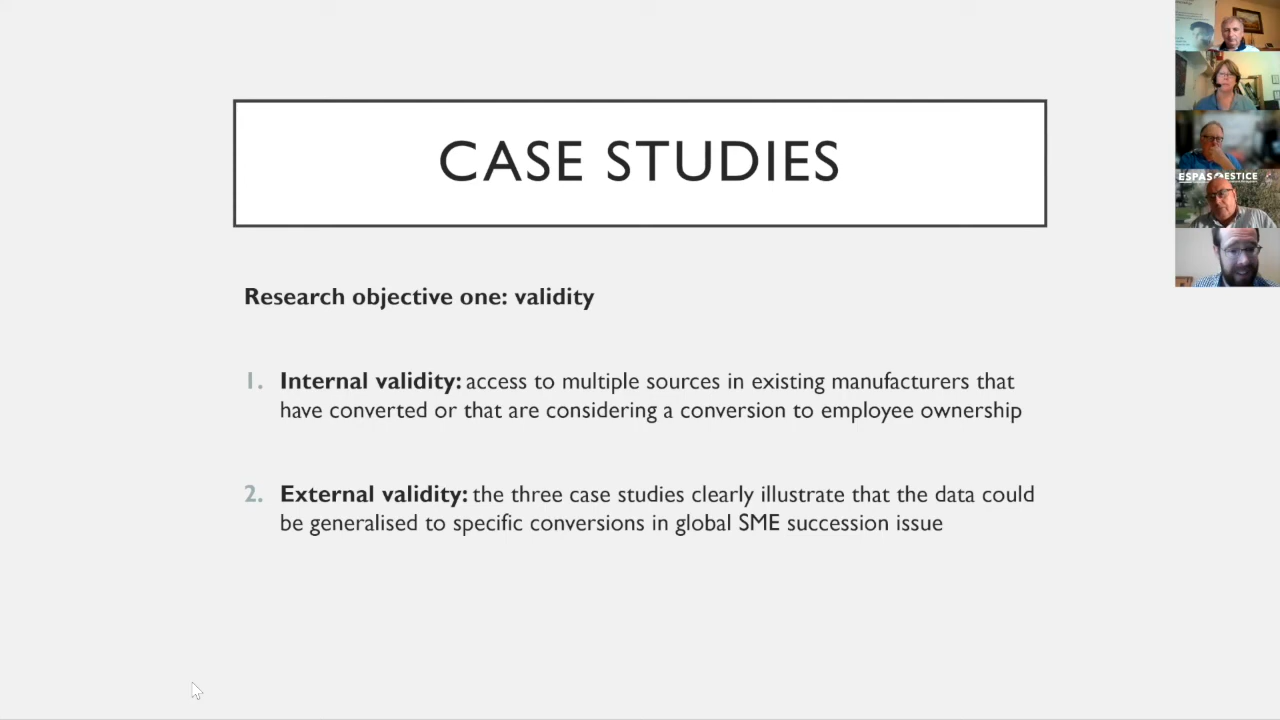 CASE STUDIES
Research objective one: validity
1. Internal validity: access to multiple sources in existing manufacturers that
have converted or that are considering a conversion to employee ownership
2. External validity: the three case studies clearly illustrate that the data could
be generalised to specific conversions in global SME succession issue
ESPAS ESTICE